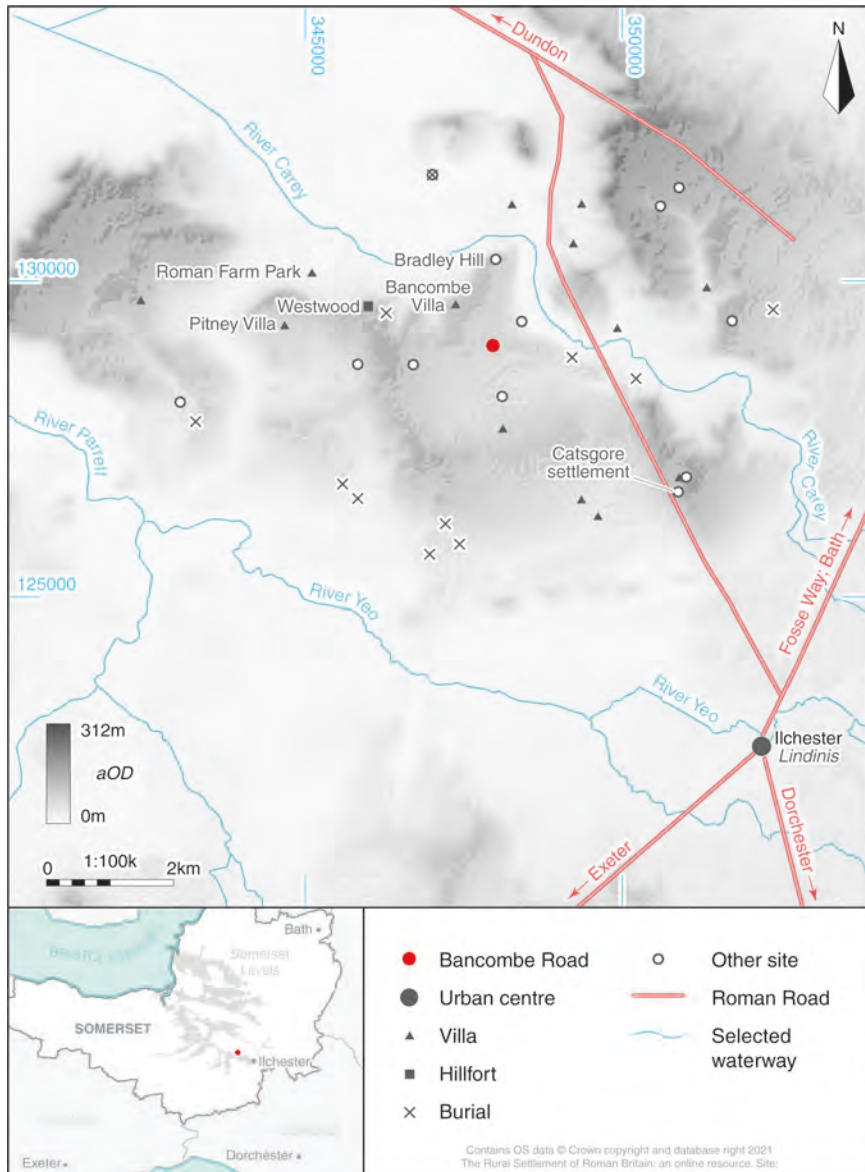 345000
350000
N
Dundon
River Carey
Bradley Hill
130000
Roman Farm Park
Bancombe
Villa
Westwood
Pitney Villa
River Parrett
Catsgore
settlement
River Carey
Fosse Way; Bath
125000
River Yeo
River Yeo
312m
aOD
0m
Ilchester
Lindinis
1:100k
0
2km
Exeter
Dorchester
Bath
BRISTOL
Somerset
Levels
SOMERSET
Ilchester
Exeter
Dorchester
Bancombe Road
Urban centre
Villa
Hillfort
Burial
Other site
Roman Road
Selected
waterway
Contains OS data © Crown copyright and database right 2021
The Rural Settlement of Roman Britain: an online resource. Site;